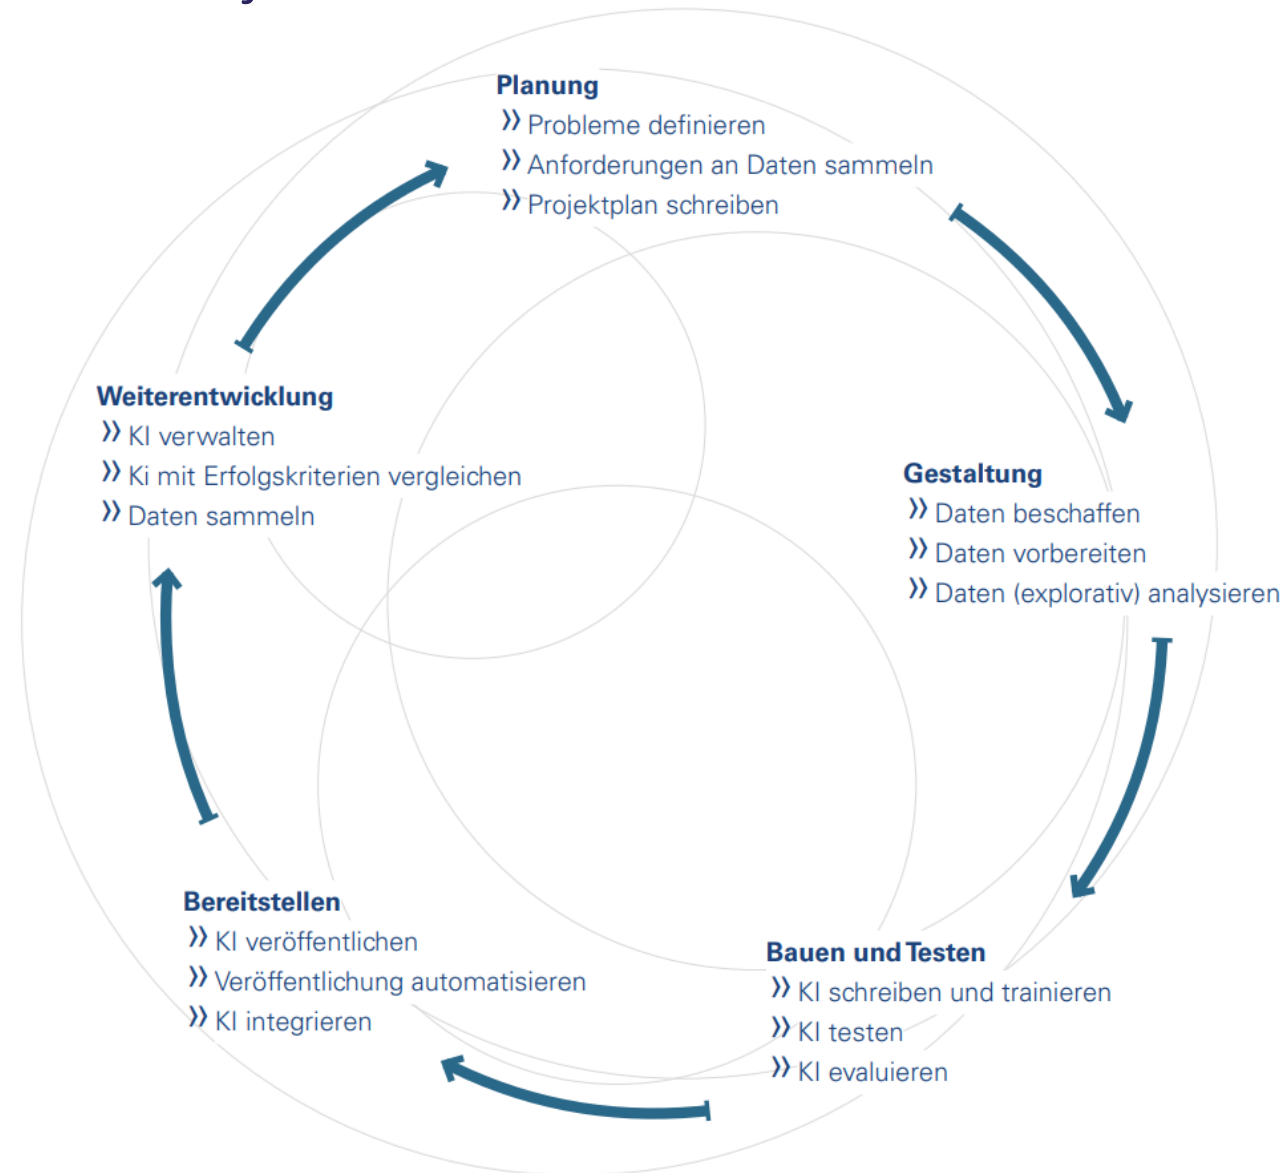 Planung
》Probleme definieren
》Anforderungen an Daten sammeln
》Projektplan schreiben
Gestaltung
》Daten beschaffen
》Daten vorbereiten
》Daten (explorativ) analysieren
Bauen und Testen
》KI schreiben und trainieren
》KI testen
》KI evaluieren
Bereitstellen
》KI veröffentlichen
》Veröffentlichung automatisieren
》KI integrieren
Weiterentwicklung
》KI verwalten
》Ki mit Erfolgskriterien vergleichen
》Daten sammeln